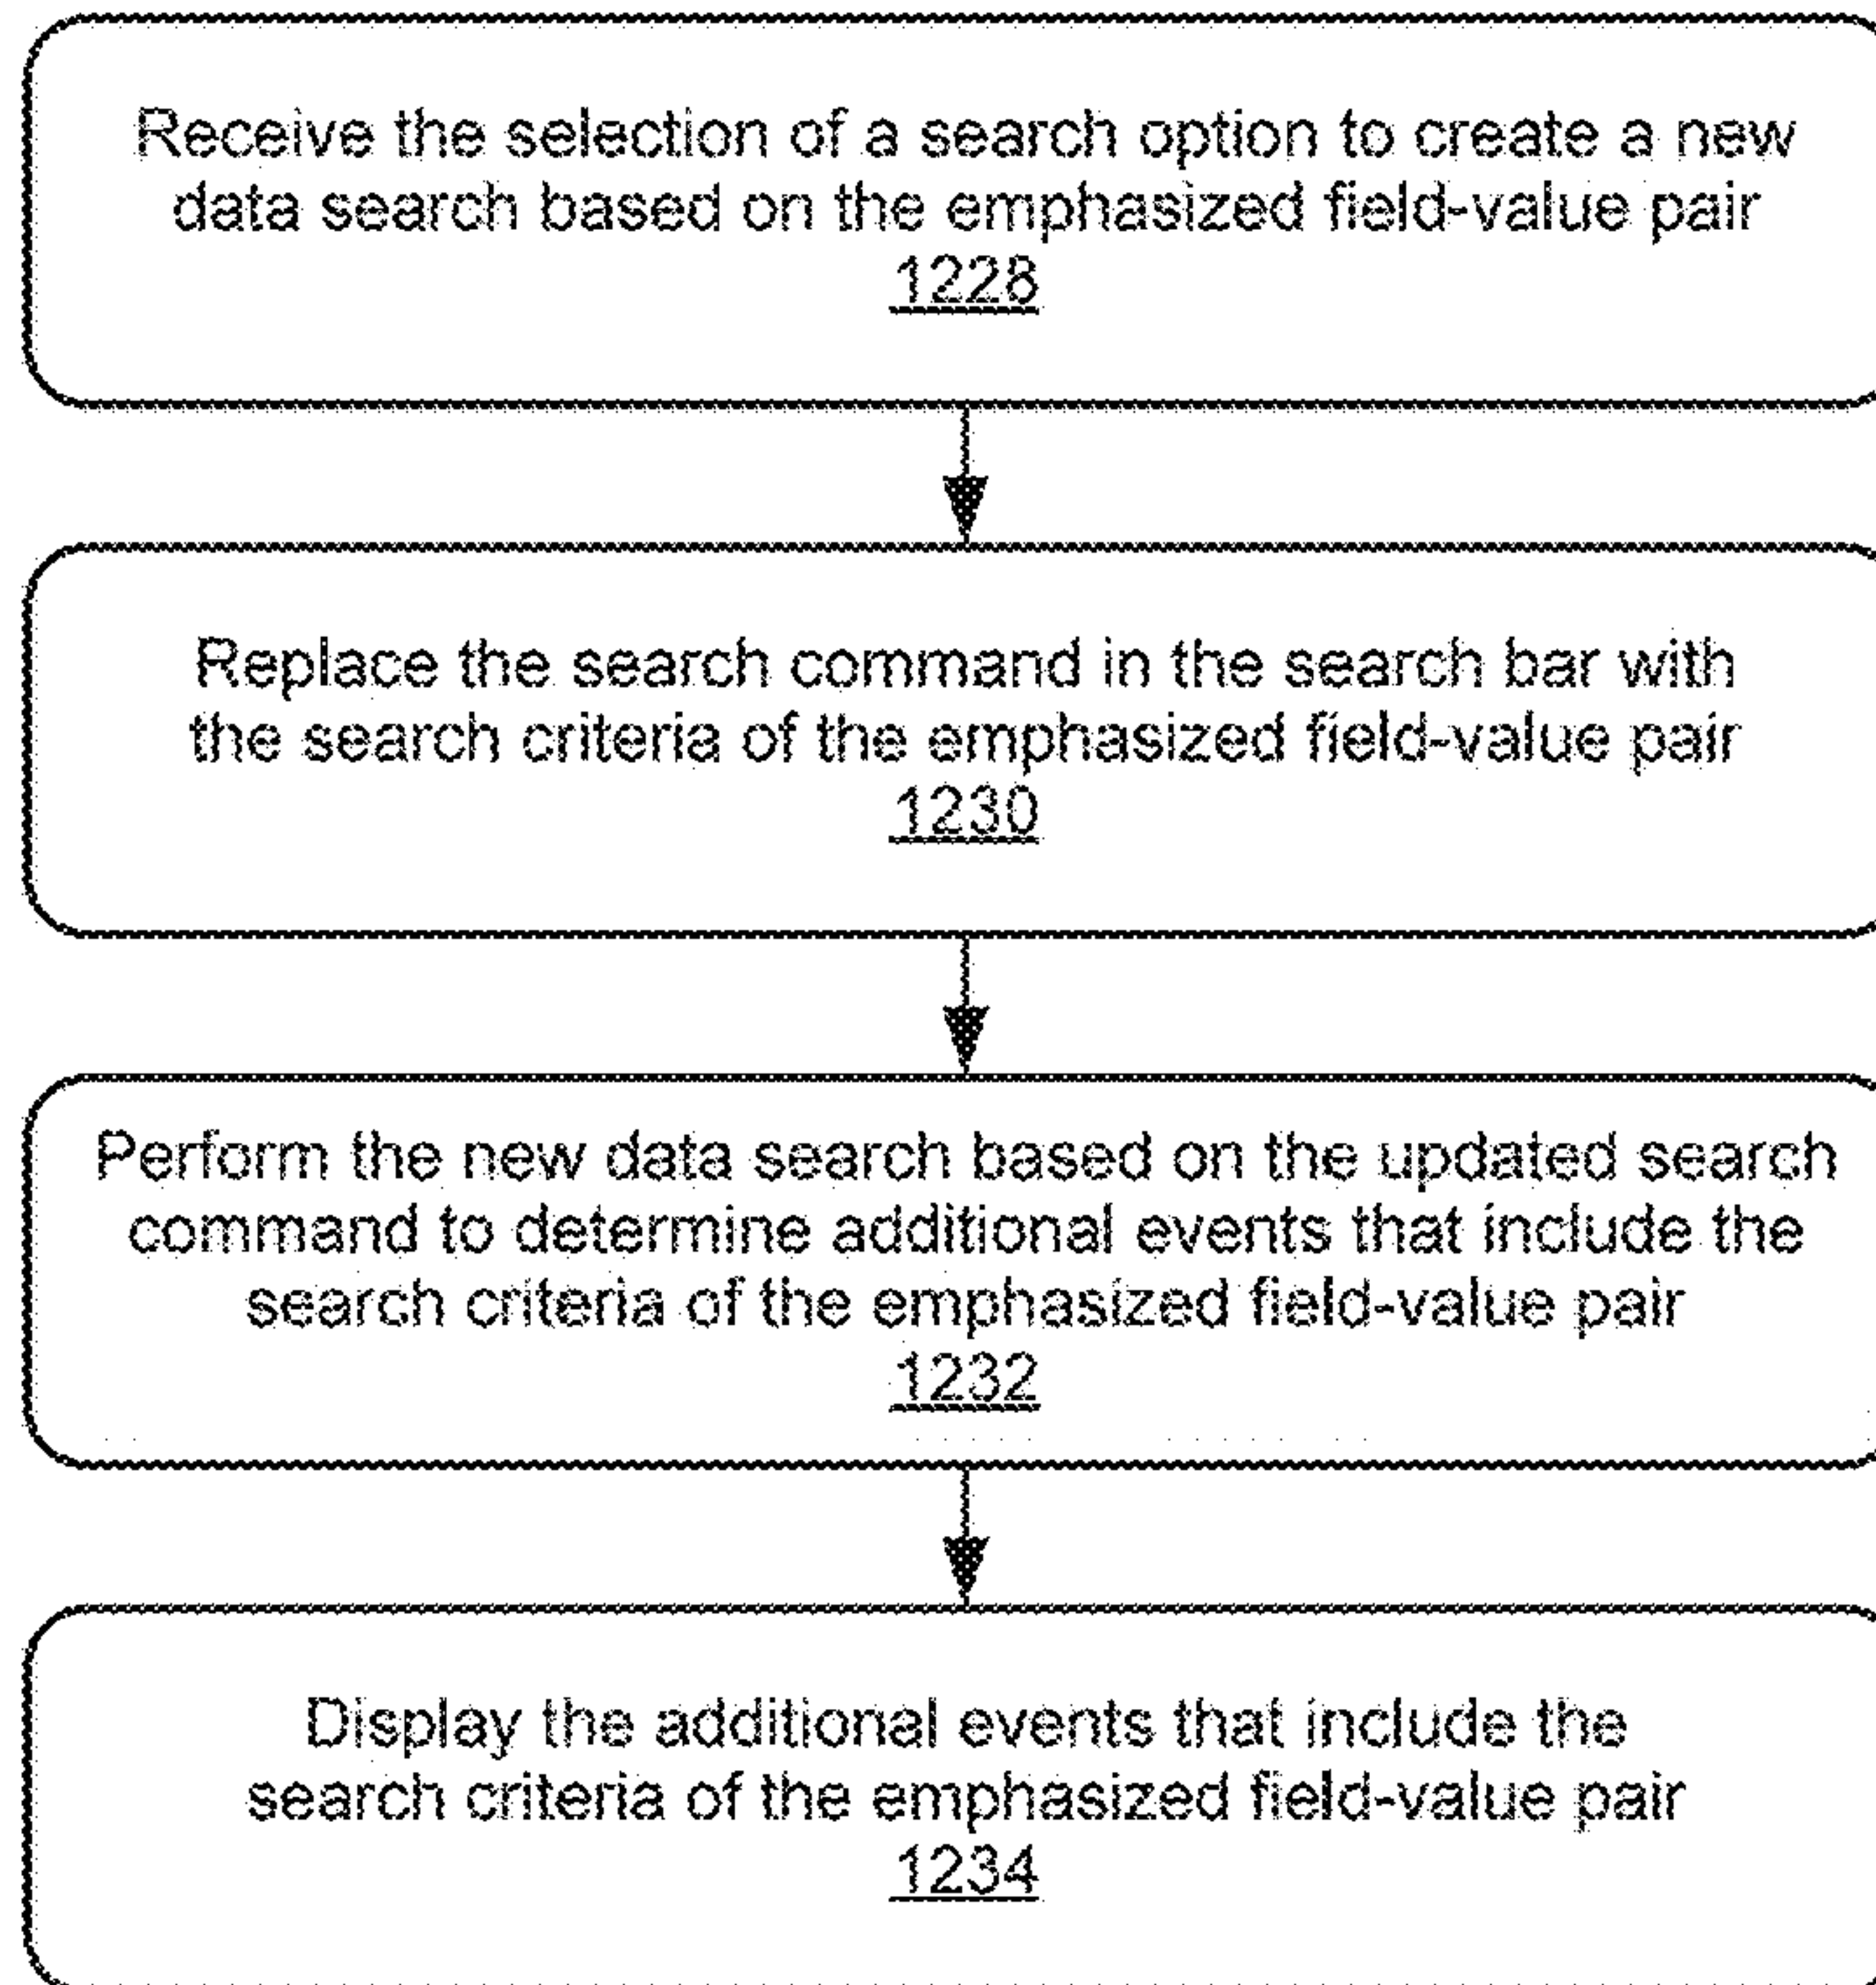 Receive the selection of a search option to create a new
data search based on the emphasized field-value pair
1228
Replace the search command in the search bar with
the search criteria of the emphasized field-value pair
1230
Perform the new data search based on the updated search
command to determine additional events that include the
search criteria of the emphasized field-value pair
1232
Display the additional events that include the
search criteria of the emphasized field-value pair
1234